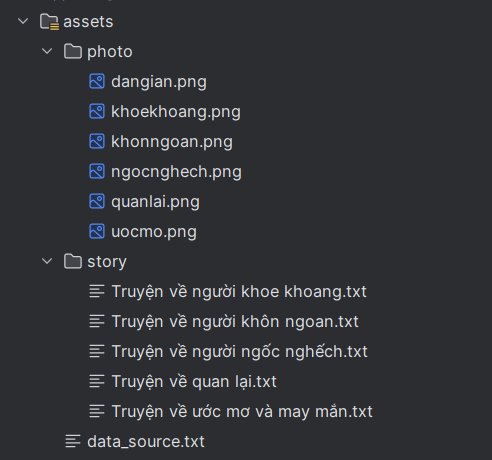 assets
photo
dangian.png
khoekhoang.png
khonngoan.png
ngocnghech.png
quanlai.png
uocmo.png
story
Truyện về người khoe khoang.txt
Truyện về người khôn ngoan.txt
Truyện về người ngốc nghếch.txt
Truyện về quan lại.txt
Truyện về ước mơ và may mắn.txt
data_source.txt